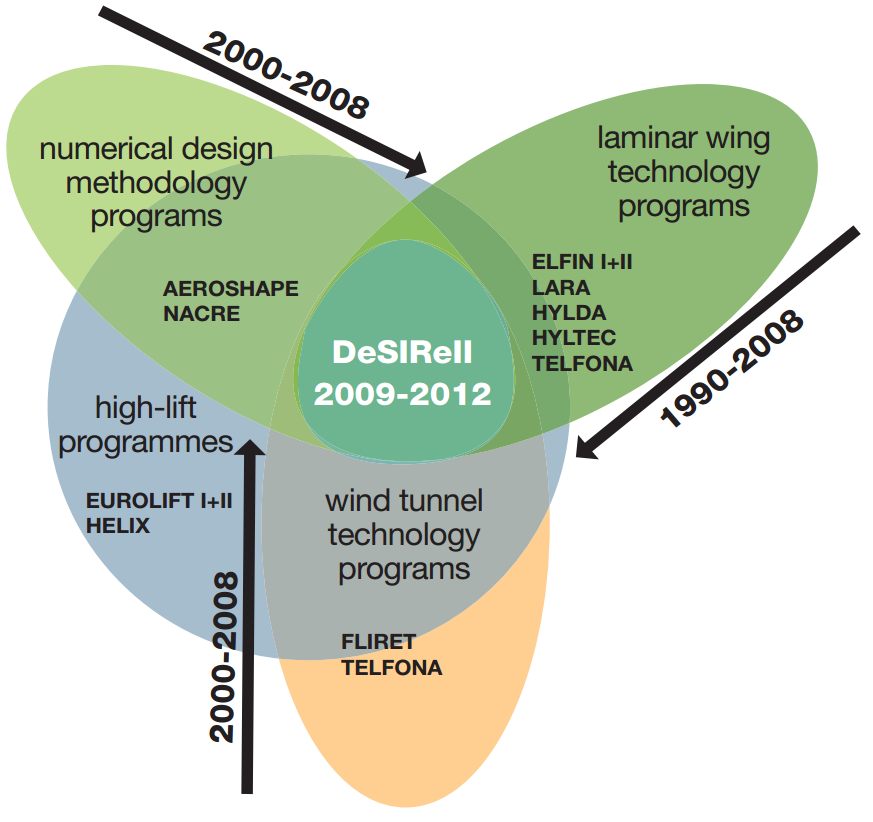 2000-2008
numerical design
methodology
programs
laminar wing
technology
programs
AEROSHAPE
NACRE
ELFIN I+II
LARA
HYLDA
HYLTEC
TELFONA
1990-2008
DeSIReII
2009-2012
high-lift
programmes
EUROLIFT I+II
HELIX
2000-2008
wind tunnel
technology
programs
FLIRET
TELFONA